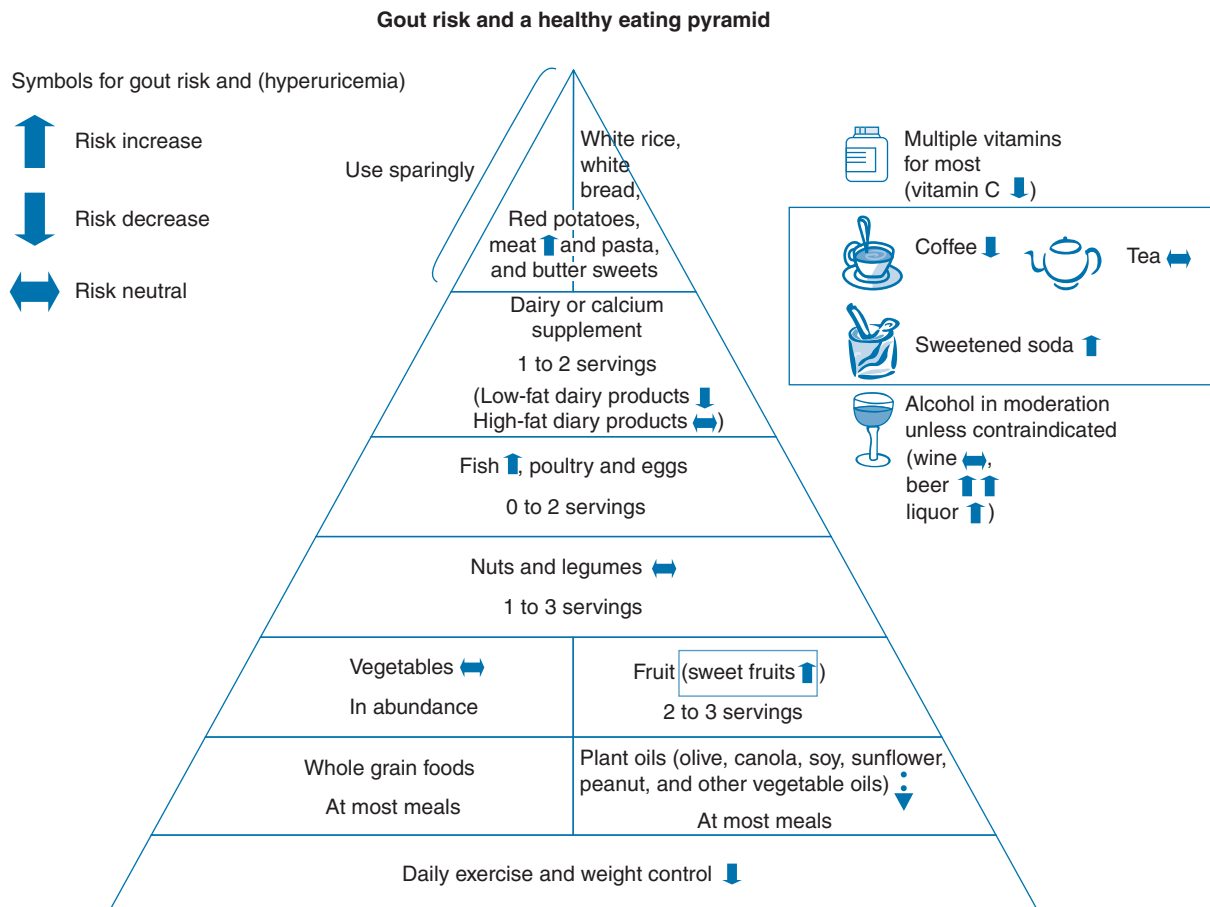 Gout risk and a healthy eating pyramid
Symbols for gout risk and (hyperuricemia)
Risk increase
Risk decrease
Risk neutral
Use sparingly
White rice,
white
bread,
Red potatoes,
meat and pasta,
and butter sweets
Dairy or calcium
supplement
1 to 2 servings
(Low-fat dairy products
High-fat diary products )
Fish , poultry and eggs
0 to 2 servings
Nuts and legumes
1 to 3 servings
Vegetables
In abundance
Fruit (sweet fruits )
2 to 3 servings
Whole grain foods
At most meals
Plant oils (olive, canola, soy, sunflower,
peanut, and other vegetable oils)
At most meals
Daily exercise and weight control
Multiple vitamins
for most
(vitamin C )
Coffee
Tea
Sweetened soda
Alcohol in moderation
unless contraindicated
(wine ,
beer
liquor )